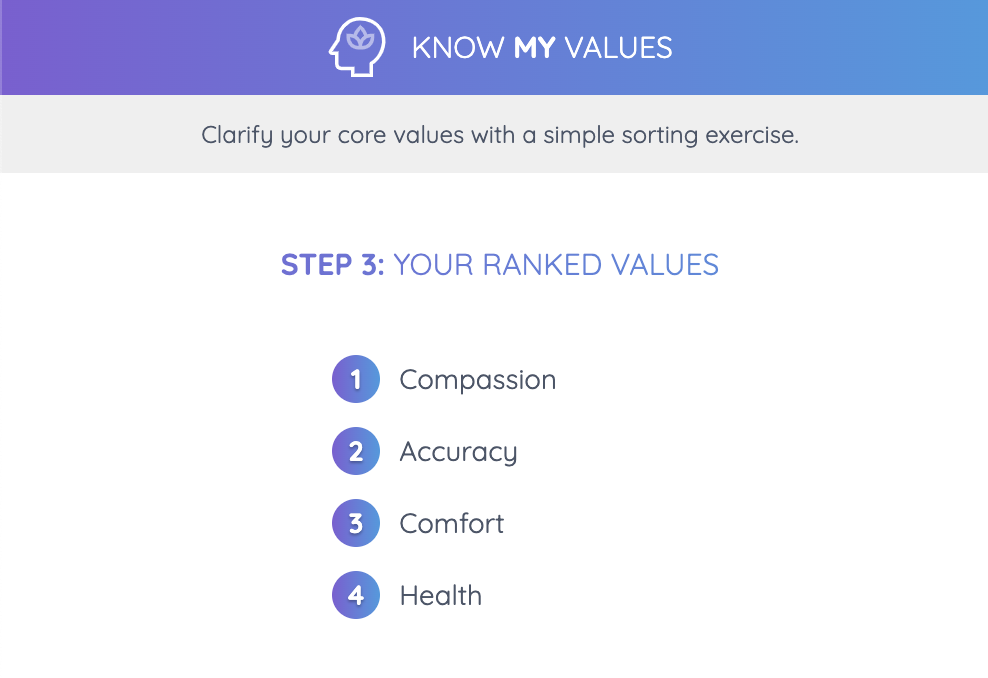 KNOW MY VALUES
Clarify your core values with a simple sorting exercise.
STEP 3: YOUR RANKED VALUES
1 Compassion
2 Accuracy
3 Comfort
4 Health